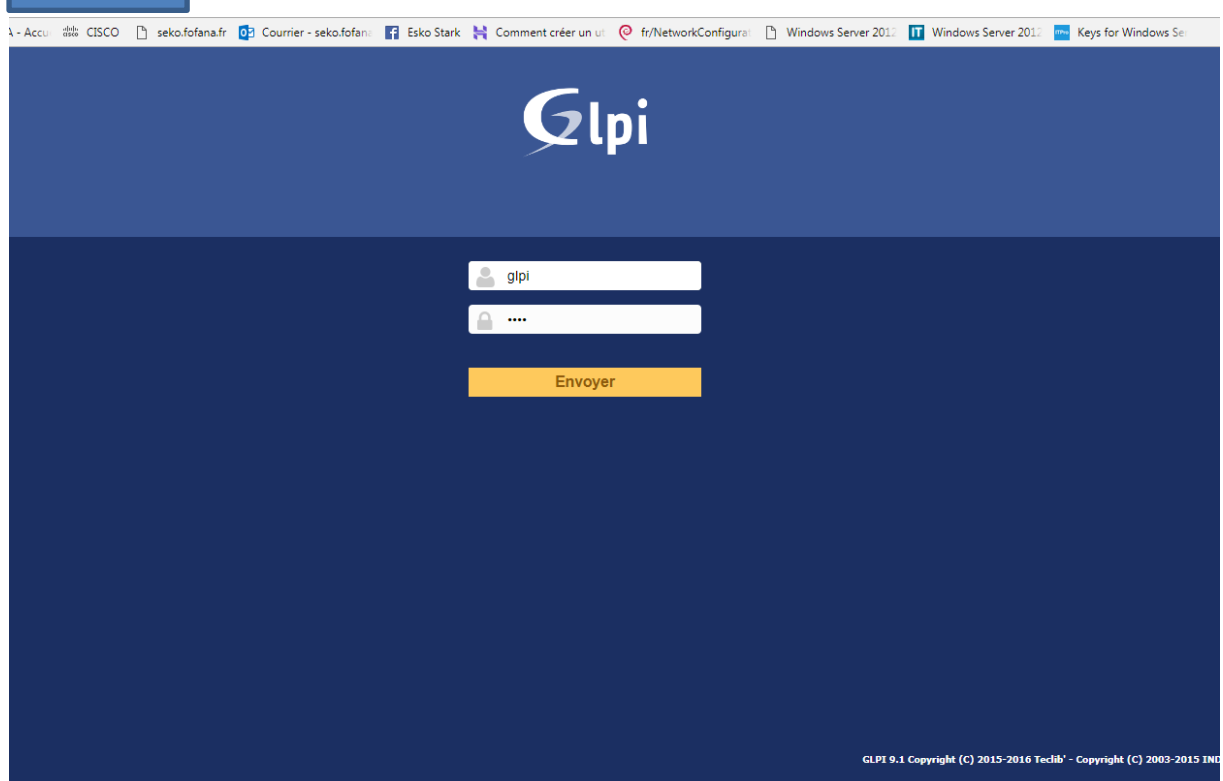 A - Accu CISCO seko.fofana.fr Courrier - seko.fofana Esko Stark Comment créer un ut fr/NetworkConfigurat Windows Server 2012 Windows Server 2012 Keys for Windows Se
Glpi
glpi
••••
Envoyer
GLPI 9.1 Copyright (C) 2015-2016 Teclib' - Copyright (C) 2003-2015 IND